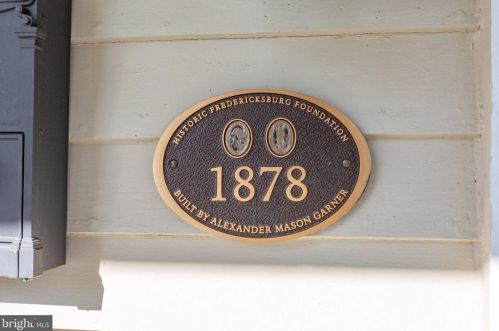 HISTORIC FREDERICKSBURG FOUNDATION
1878
BUILT BY ALEXANDER MASON GARNER
bright MLS